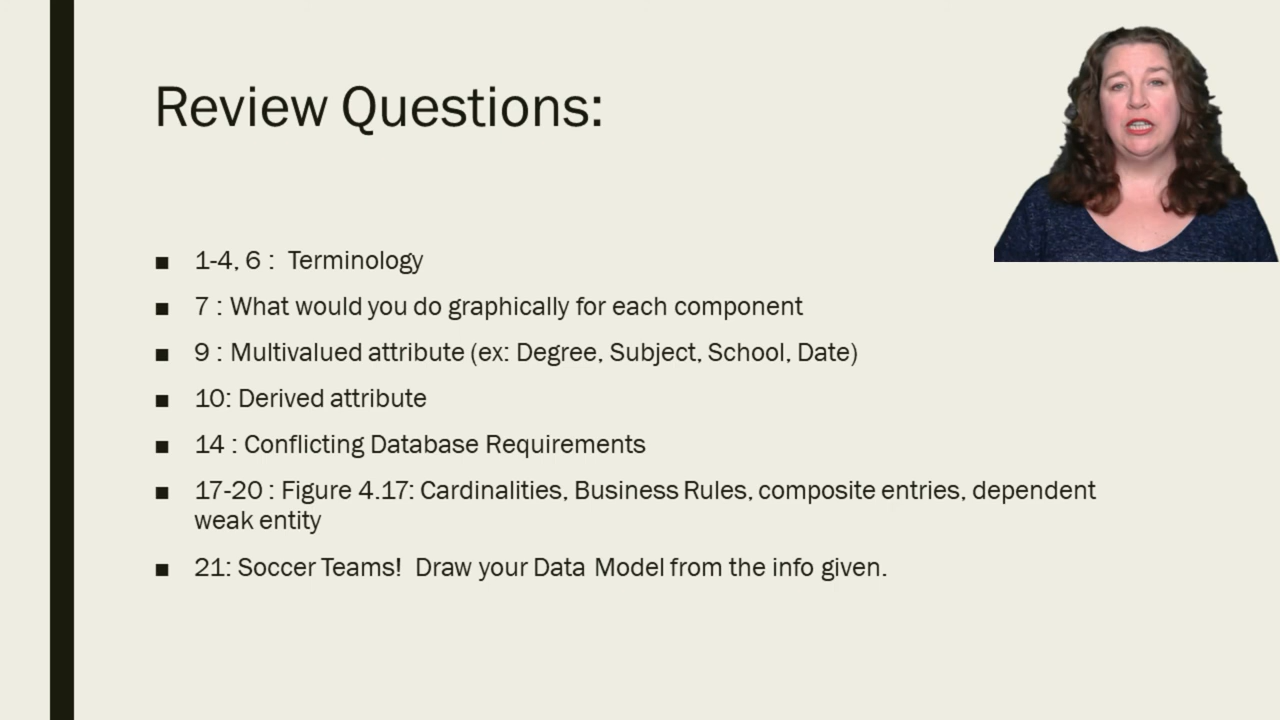 Review Questions:
■ 1-4, 6 : Terminology
■ 7 : What would you do graphically for each component
■ 9 : Multivalued attribute (ex: Degree, Subject, School, Date)
■ 10: Derived attribute
■ 14 : Conflicting Database Requirements
■ 17-20 : Figure 4.17: Cardinalities, Business Rules, composite entries, dependent
weak entity
■ 21: Soccer Teams! Draw your Data Model from the info given.